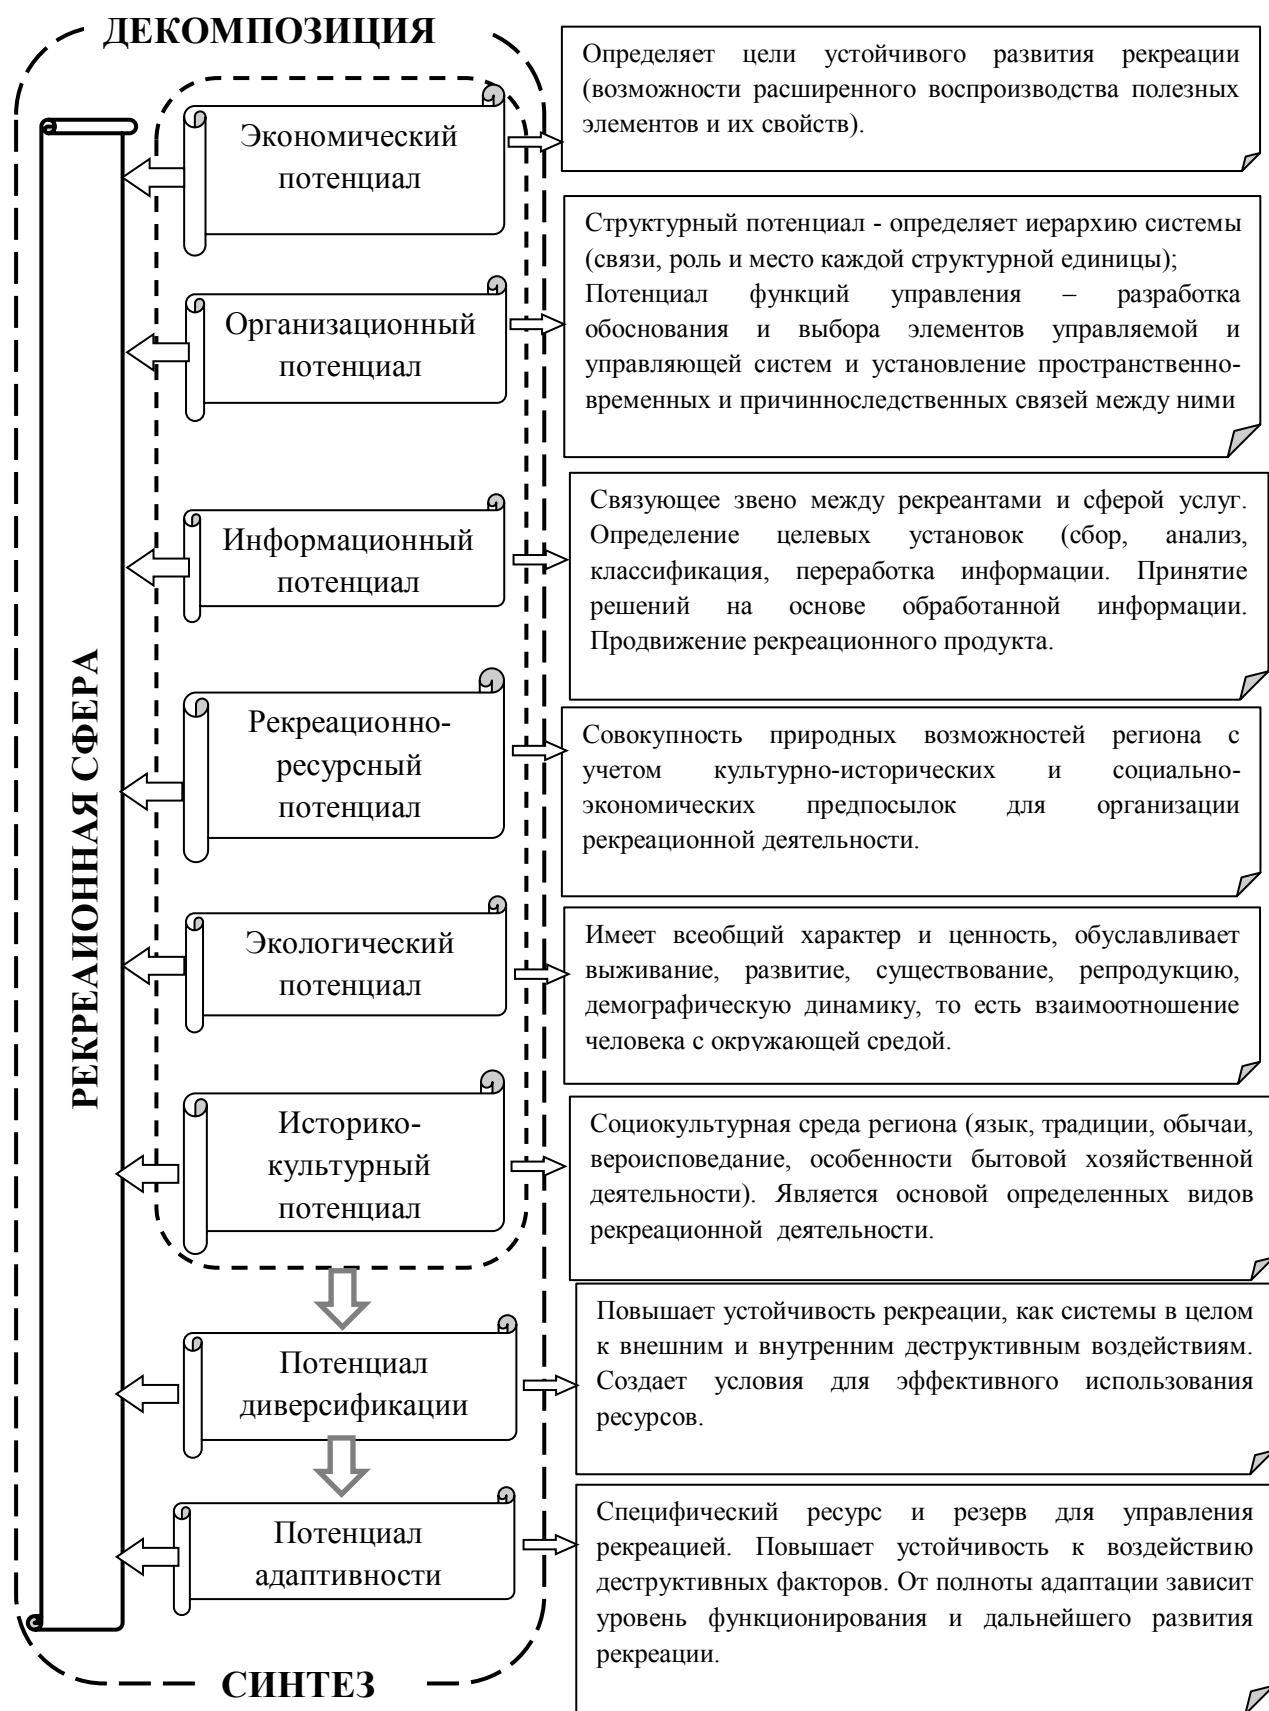 ДЕКОМПОЗИЦИЯ
РЕКРЕАИОННАЯ СФЕРА
Экономический
потенциал
Определяет цели устойчивого развития рекреации
(возможности расширенного воспроизводства полезных
элементов и их свойств).
Организационный
потенциал
Структурный потенциал - определяет иерархию системы
(связи, роль и место каждой структурной единицы);
Потенциал функций управления – разработка
обоснования и выбора элементов управляемой и
управляющей систем и установление пространственно-
временных и причинноследственных связей между ними
Информационный
потенциал
Связующее звено между рекреантами и сферой услуг.
Определение целевых установок (сбор, анализ,
классификация, переработка информации. Принятие
решений на основе обработанной информации.
Продвижение рекреационного продукта.
Рекреационно-
ресурсный
потенциал
Совокупность природных возможностей региона с
учетом культурно-исторических и социально-
экономических предпосылок для организации
рекреационной деятельности.
Экологический
потенциал
Имеет всеобщий характер и ценность, обуславливает
выживание, развитие, существование, репродукцию,
демографическую динамику, то есть взаимоотношение
человека с окружающей средой.
Историко-
культурный
потенциал
Социокультурная среда региона (язык, традиции, обычаи,
вероисповедание, особенности бытовой хозяйственной
деятельности). Является основой определенных видов
рекреационной деятельности.
Потенциал
диверсификации
Повышает устойчивость рекреации, как системы в целом
к внешним и внутренним деструктивным воздействиям.
Создает условия для эффективного использования
ресурсов.
Потенциал
адаптивности
Специфический ресурс и резерв для управления
рекреацией. Повышает устойчивость к воздействию
деструктивных факторов. От полноты адаптации зависит
уровень функционирования и дальнейшего развития
рекреации.
СИНТЕЗ